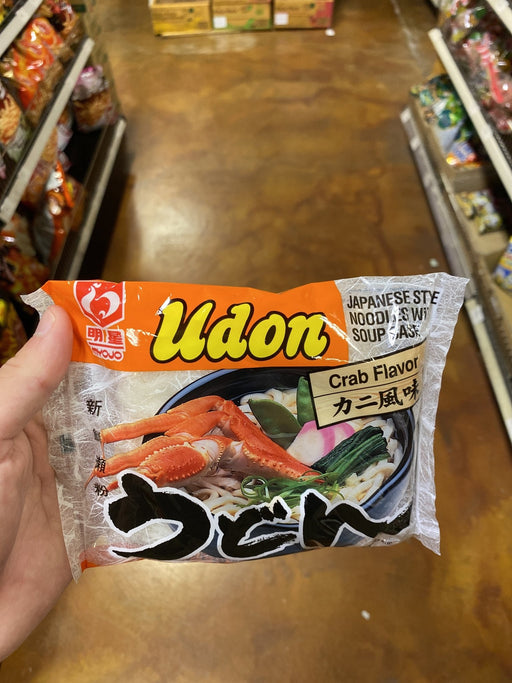 明星
MYOJO
Udon
JAPANESE STYLE
NOODLES WITH
SOUP BASE
Crab Flavor
カニ風味
うどん